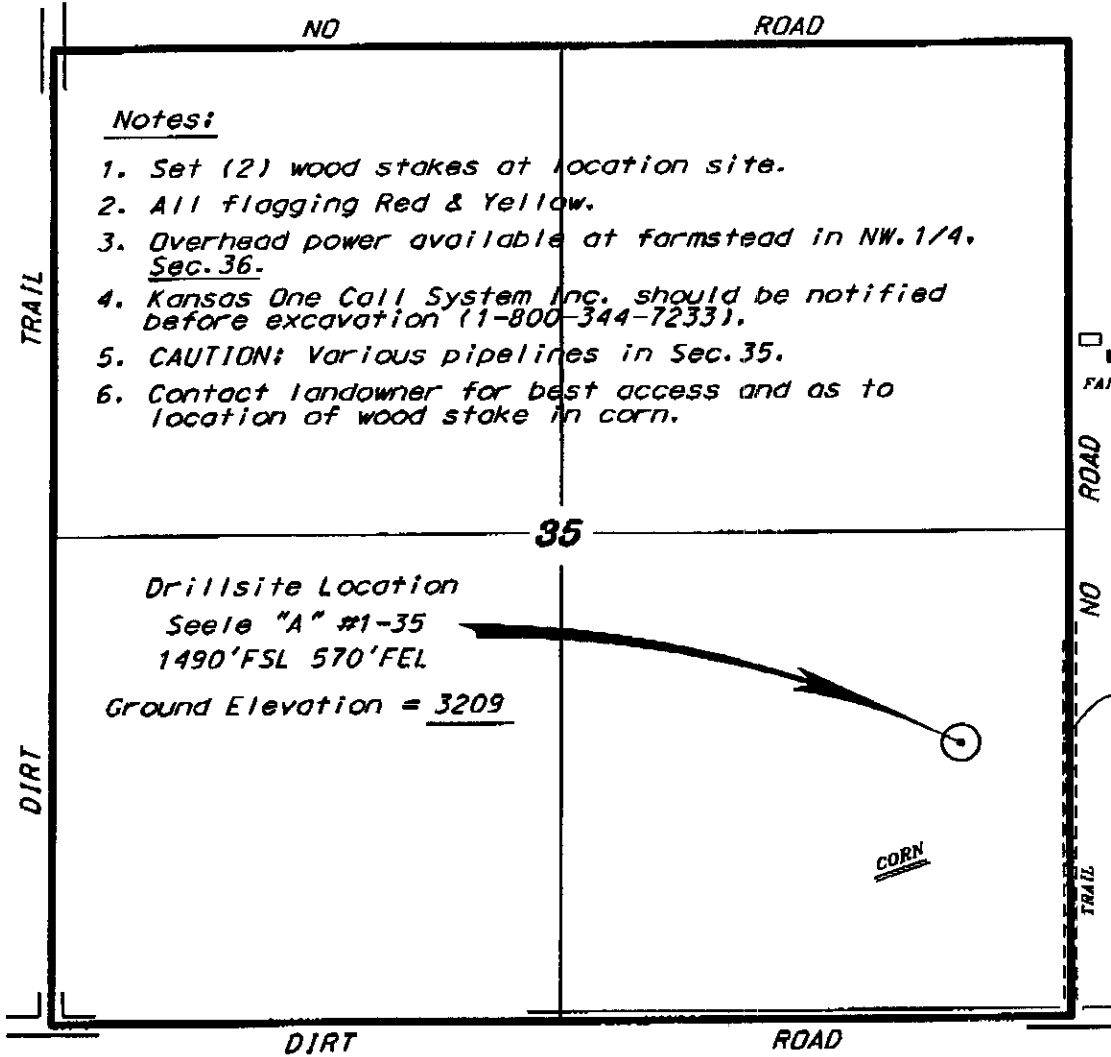 NO ROAD
Notes:
1. Set (2) wood stakes at location site.
2. All flagging Red & Yellow.
3. Overhead power available at farmstead in NW.1/4,
Sec.36.
4. Kansas One Call System Inc. should be notified
before excavation (1-800-344-7233).
5. CAUTION: Various pipelines in Sec.35.
6. Contact landowner for best access and as to
location of wood stake in corn.
TRAIL
ROAD
35
Drillsite Location
Seele "A" #1-35
1490'FSL 570'FEL
Ground Elevation = 3209
NO
DIRT
CORN
TRAIL
DIRT ROAD